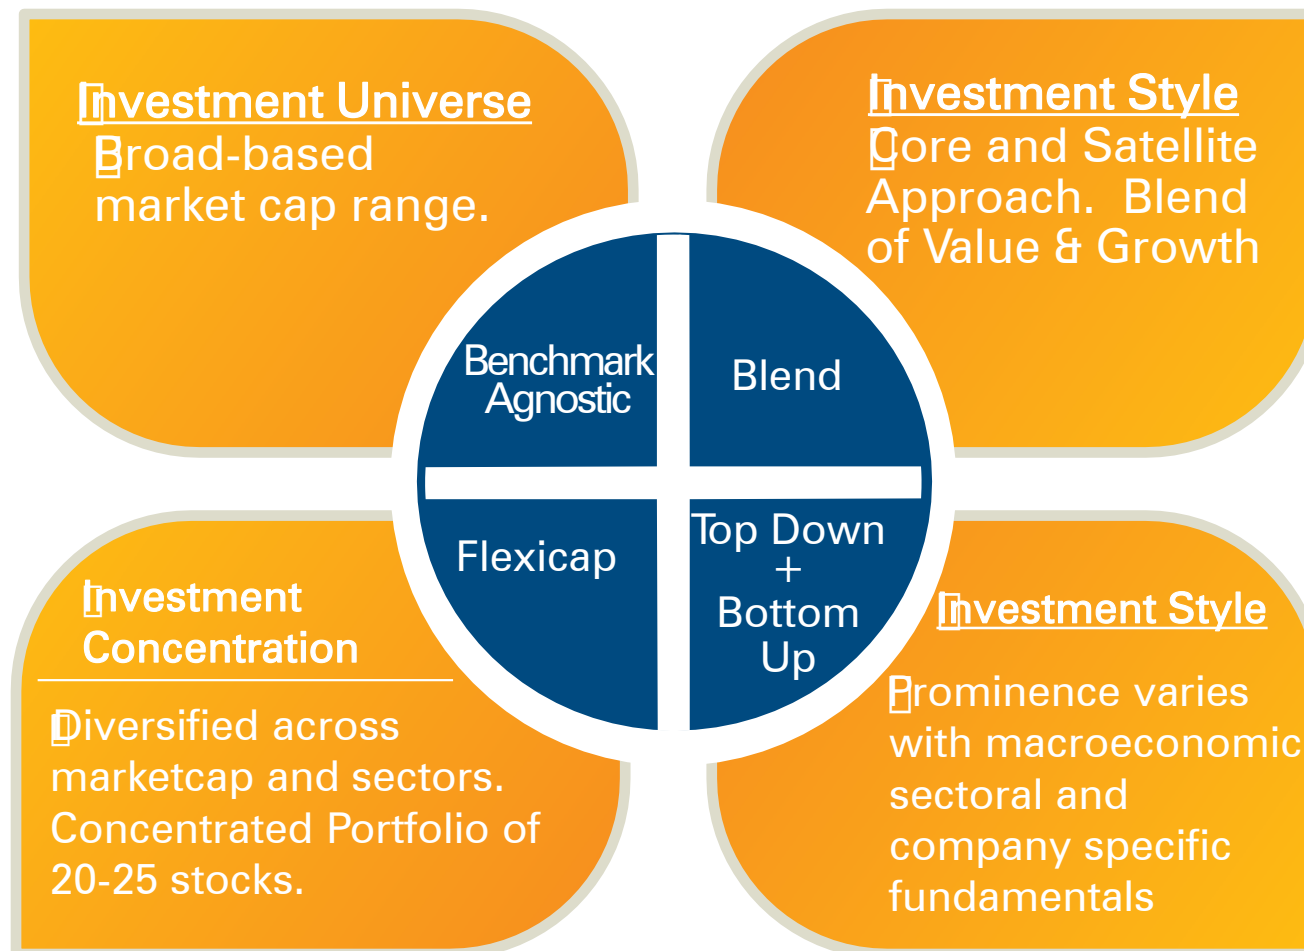 Investment Universe
Broad-based
market cap range.
Investment Style
Core and Satellite
Approach.  Blend
of Value & Growth
Benchmark
Agnostic
Blend
Flexicap
Top Down
+
Bottom
Up
Investment
Concentration
Diversified across
marketcap and sectors.
Concentrated Portfolio of
20-25 stocks.
Investment Style
Prominence varies
with macroeconomic
sectoral and
company specific
fundamentals